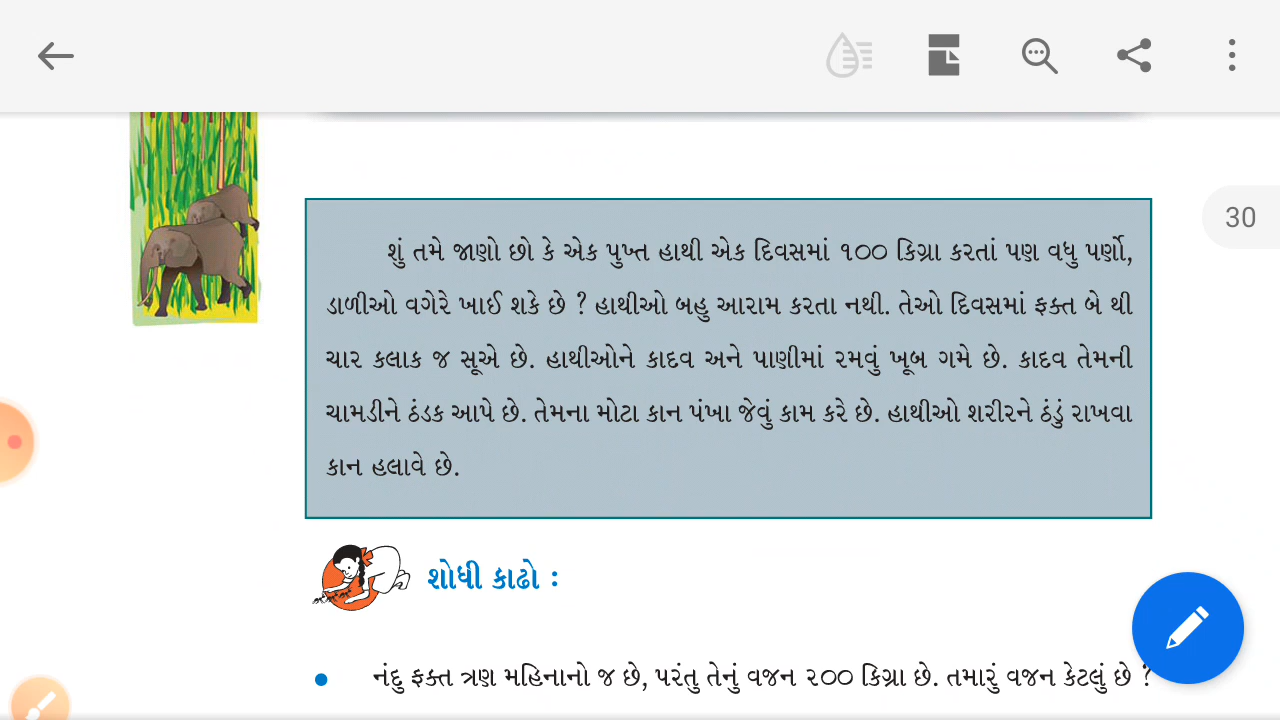 30
શું તમે જાણો છો કે એક પુખ્ત હાથી એક દિવસમાં ૧૦૦ કિગ્રા કરતાં પણ વધુ પર્ણો,
ડાળીઓ વગેરે ખાઈ શકે છે ? હાથીઓ બહુ આરામ કરતા નથી. તેઓ દિવસમાં ફક્ત બે થી
ચાર કલાક જ સૂએ છે. હાથીઓને કાદવ અને પાણીમાં રમવું ખૂબ ગમે છે. કાદવ તેમની
ચામડીને ઠંડક આપે છે. તેમના મોટા કાન પંખા જેવું કામ કરે છે. હાથીઓ શરીરને ઠંડું રાખવા
કાન હલાવે છે.
શોધી કાઢો :
• નંદુ ફક્ત ત્રણ મહિનાનો જ છે, પરંતુ તેનું વજન ૨૦૦ કિગ્રા છે. તમારું વજન કેટલું છે ?